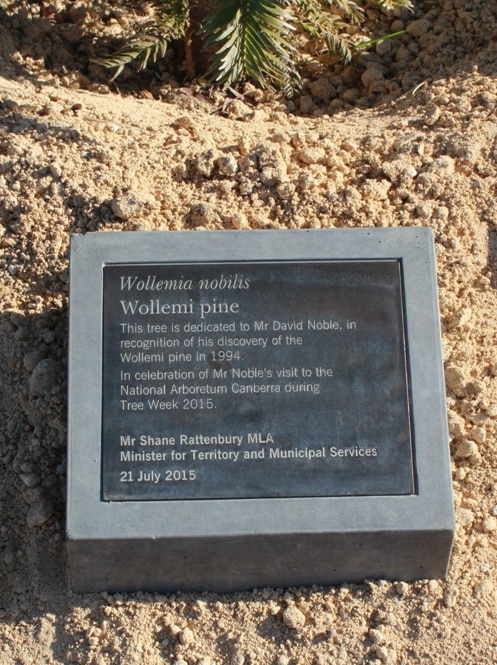 Wollemia nobilis
Wollemi pine
This tree is dedicated to Mr David Noble, in
recognition of his discovery of the
Wollemi pine in 1994.
In celebration of Mr Noble's visit to the
National Arboretum Canberra during
Tree Week 2015.
Mr Shane Rattenbury MLA
Minister for Territory and Municipal Services
21 July 2015